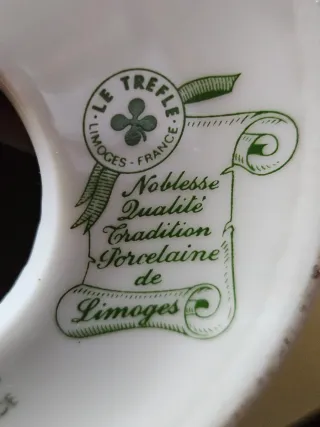 LE TREFLE
LIMOGES-FRANCE
Noblesse
Qualité
Tradition
Porcelaine
de
Limoges